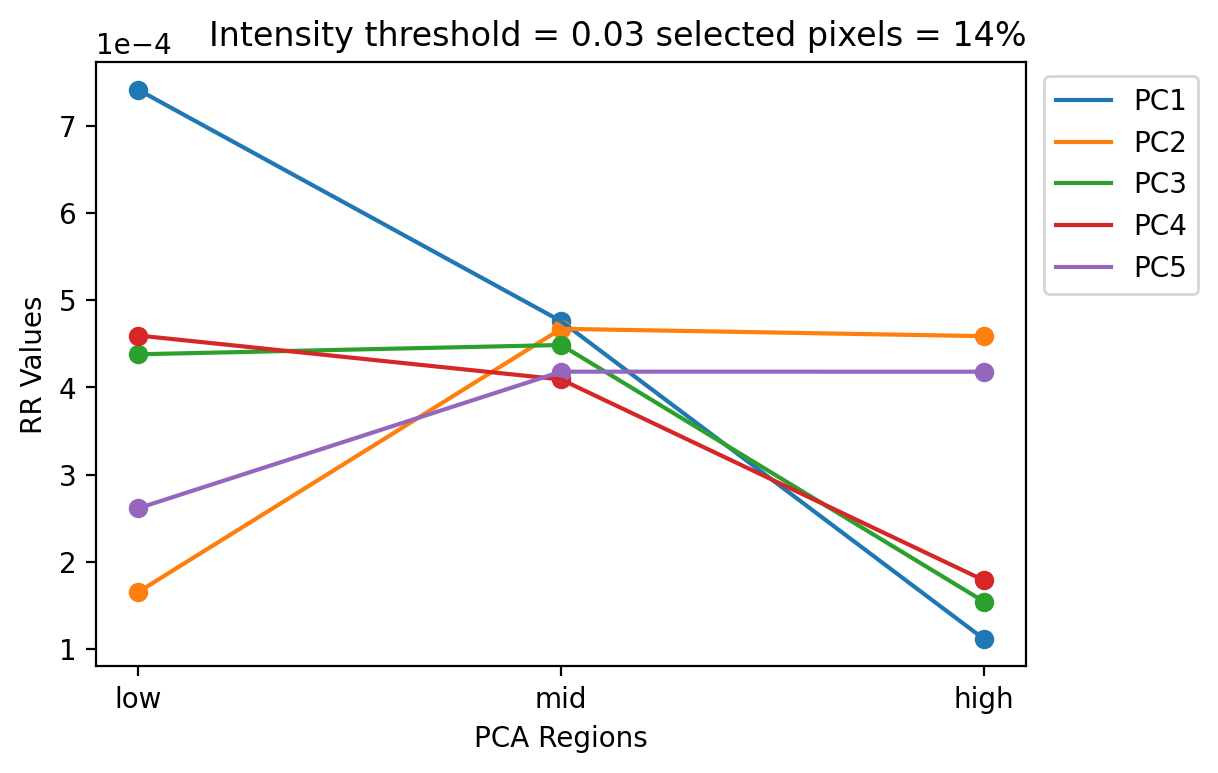 Intensity threshold = 0.03 selected pixels = 14%
1e−4
7
6
5
4
3
2
1
RR Values
low
mid
high
PCA Regions
PC1
PC2
PC3
PC4
PC5